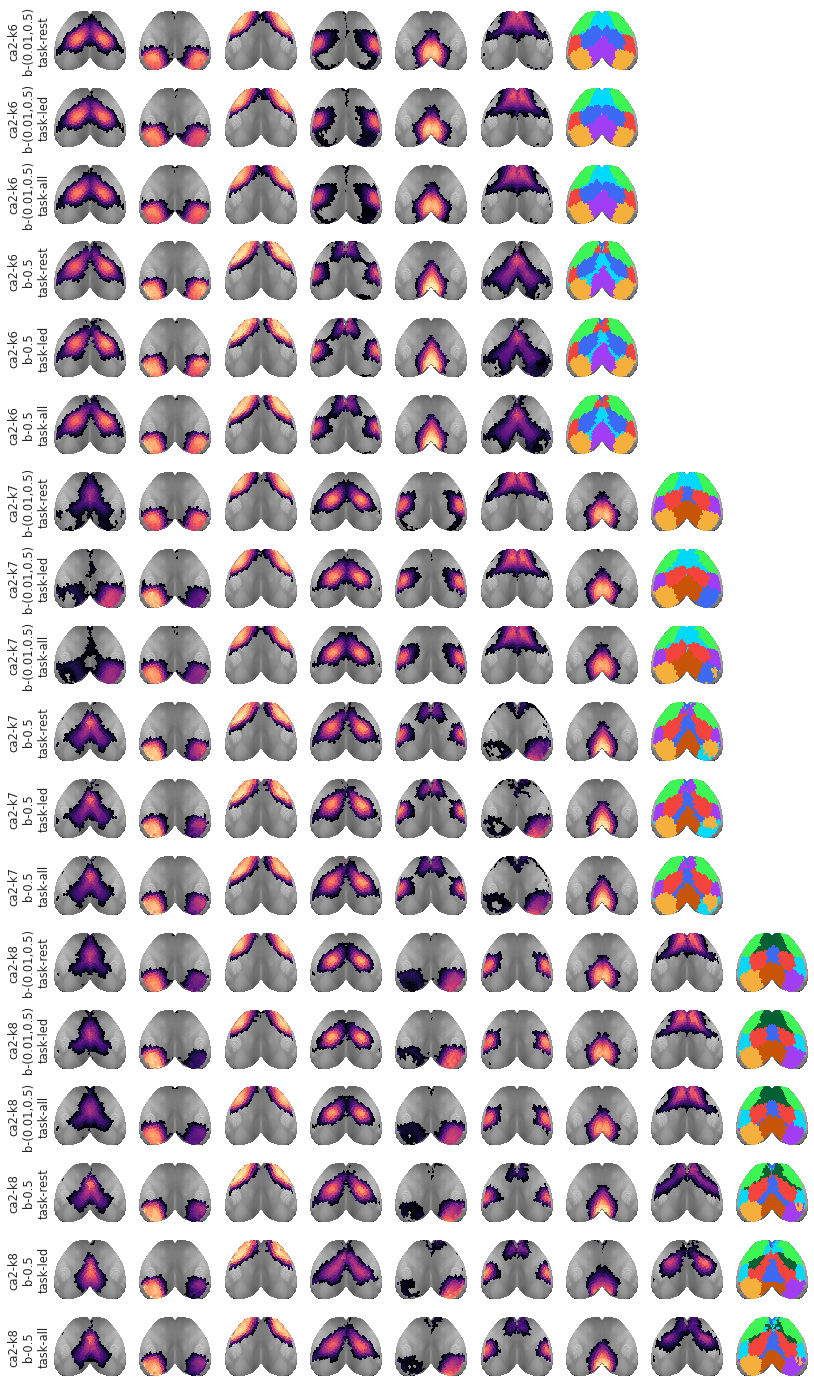 ca2-k6
b-(0.01,0.5)
task-rest
ca2-k6
b-(0.01,0.5)
task-led
ca2-k6
b-(0.01,0.5)
task-all
ca2-k6
b-0.5
task-rest
ca2-k6
b-0.5
task-led
ca2-k6
b-0.5
task-all
ca2-k7
b-(0.01,0.5)
task-rest
ca2-k7
b-(0.01,0.5)
task-led
ca2-k7
b-(0.01,0.5)
task-all
ca2-k7
b-0.5
task-rest
ca2-k7
b-0.5
task-led
ca2-k7
b-0.5
task-all
ca2-k8
b-(0.01,0.5)
task-rest
ca2-k8
b-(0.01,0.5)
task-led
ca2-k8
b-(0.01,0.5)
task-all
ca2-k8
b-0.5
task-rest
ca2-k8
b-0.5
task-led
ca2-k8
b-0.5
task-all